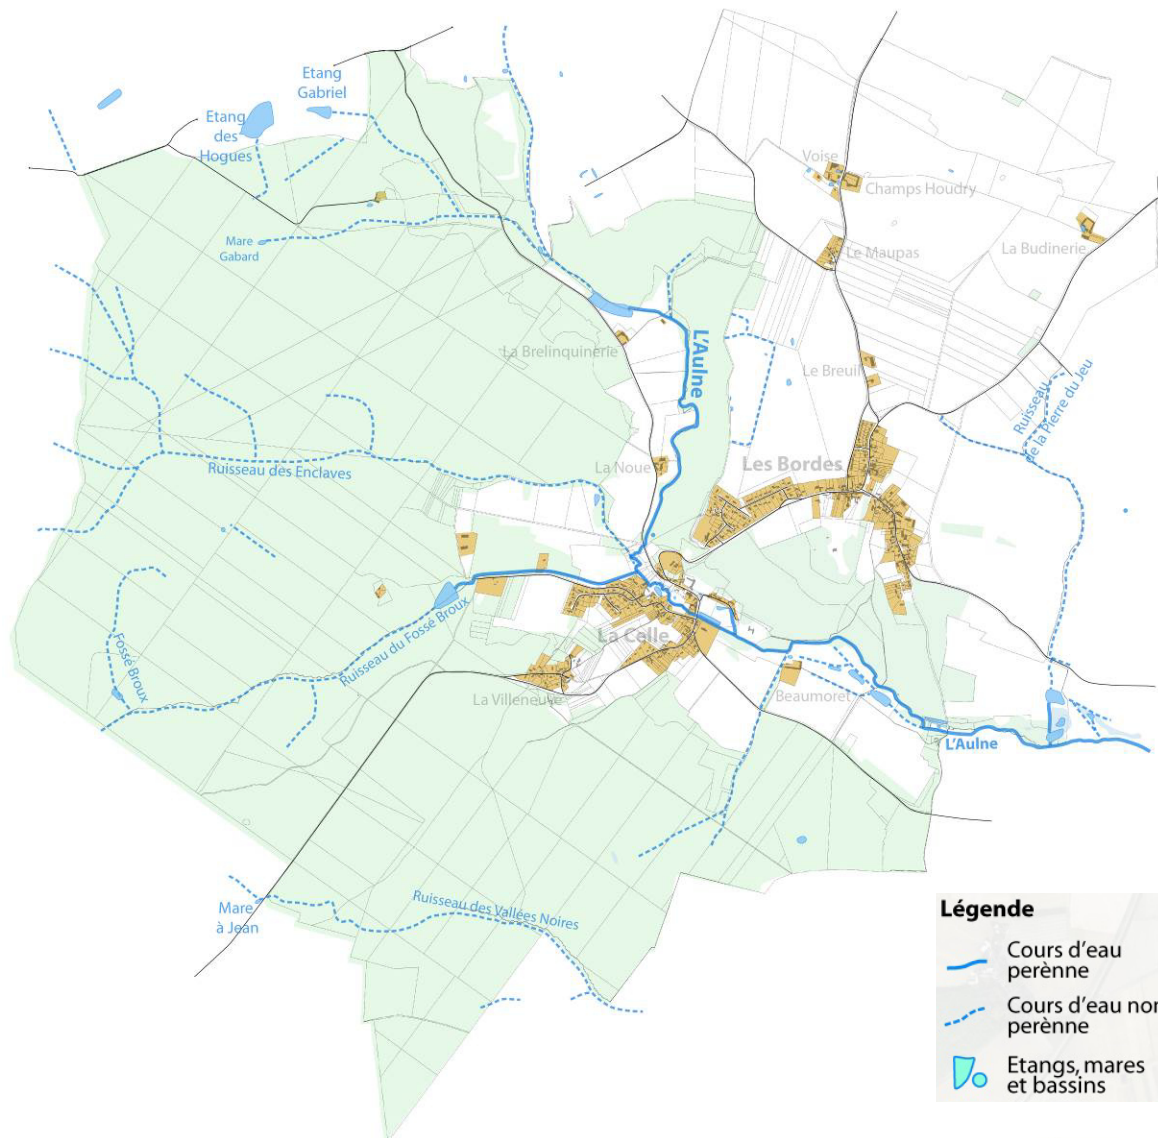 Etang
Gabriel
Etang
des
Hogues
Voise
Champs Houdry
Mare
Gabard
Le Maupas
La Budinerie
La Brelinquinerie
L'Aulne
Le Breuil
Ruisseau
de la Pierre du Jeu
La Noue
Les Bordes
Ruisseau des Enclaves
Fossé Broux
Ruisseau du Fossé Broux
La Celle
La Villeneuve
Beaumoret
L'Aulne
Mare
à Jean
Ruisseau des Vallées Noires
Légende
Cours d'eau
perènne
Cours d'eau non
perènne
Etangs, mares
et bassins